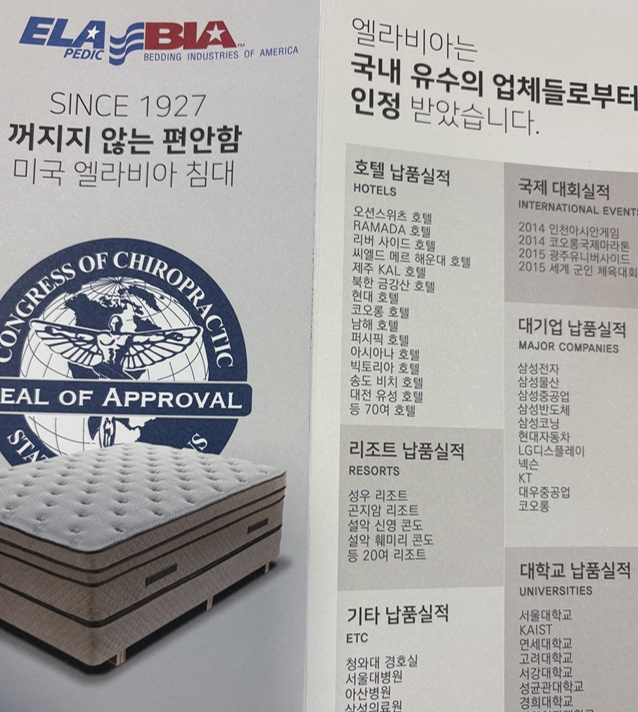 ELA BIA™
PEDIC
BEDDING INDUSTRIES OF AMERICA
SINCE 1927
꺼지지 않는 편안함
미국 엘라비아 침대
CONGRESS OF CHIROPRACTIC
EAL OF APPROVAL
엘라비아는
국내 유수의 업체들로부터
인정 받았습니다.
호텔 납품실적
HOTELS
오션스위츠 호텔
RAMADA 호텔
리버 사이드 호텔
씨엘드 메르 해운대 호텔
제주 KAL 호텔
북한 금강산 호텔
현대 호텔
코오롱 호텔
남해 호텔
퍼시픽 호텔
아시아나 호텔
빅토리아 호텔
송도 비치 호텔
대전 유성 호텔
등 70여 호텔
리조트 납품실적
RESORTS
성우 리조트
곤지암 리조트
설악 신영 콘도
설악 훼미리 콘도
등 20여 리조트
기타 납품실적
ETC
청와대 경호실
서울대병원
아산병원
삼성의료원
국제 대회실적
INTERNATIONAL EVENTS
2014 인천아시안게임
2014 코오롱국제마라톤
2015 광주유니버사이드
2015 세계 군인 체육대회
대기업 납품실적
MAJOR COMPANIES
삼성전자
삼성물산
삼성중공업
삼성반도체
삼성코닝
현대자동차
LG디스플레이
넥슨
KT
대우중공업
코오롱
대학교 납품실적
UNIVERSITIES
서울대학교
KAIST
연세대학교
고려대학교
서강대학교
성균관대학교
경희대학교